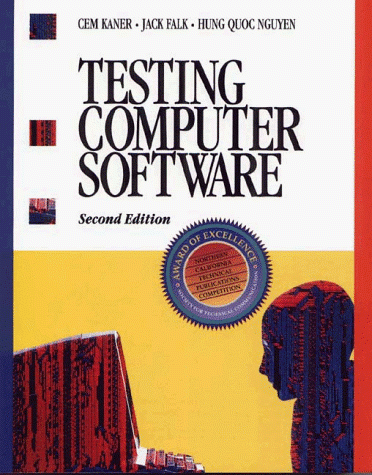 CEM KANER · JACK FALK · HUNG QUOC NGUYEN
TESTING
COMPUTER
SOFTWARE
Second Edition
AWARD OF EXCELLENCE
NORTHERN
CALIFORNIA
TECHNICAL
PUBLICATIONS
COMPETITION
SOCIETY FOR TECHNICAL COMMUNICATION